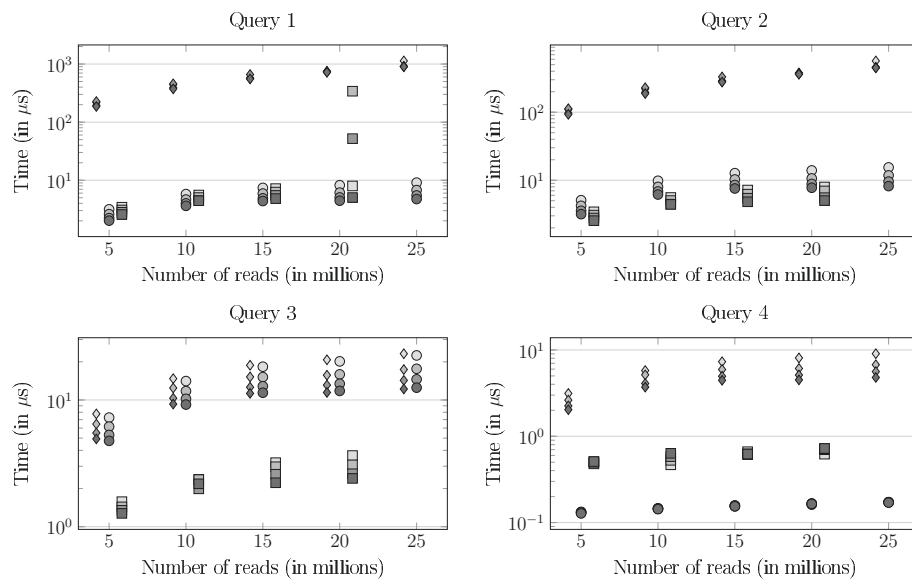 Query 1
Time (in μs)
10³
10²
10¹
5 10 15 20 25
Number of reads (in millions)
Query 2
Time (in μs)
10²
10¹
5 10 15 20 25
Number of reads (in millions)
Query 3
Time (in μs)
10¹
10⁰
5 10 15 20 25
Number of reads (in millions)
Query 4
Time (in μs)
10¹
10⁰
10⁻¹
5 10 15 20 25
Number of reads (in millions)